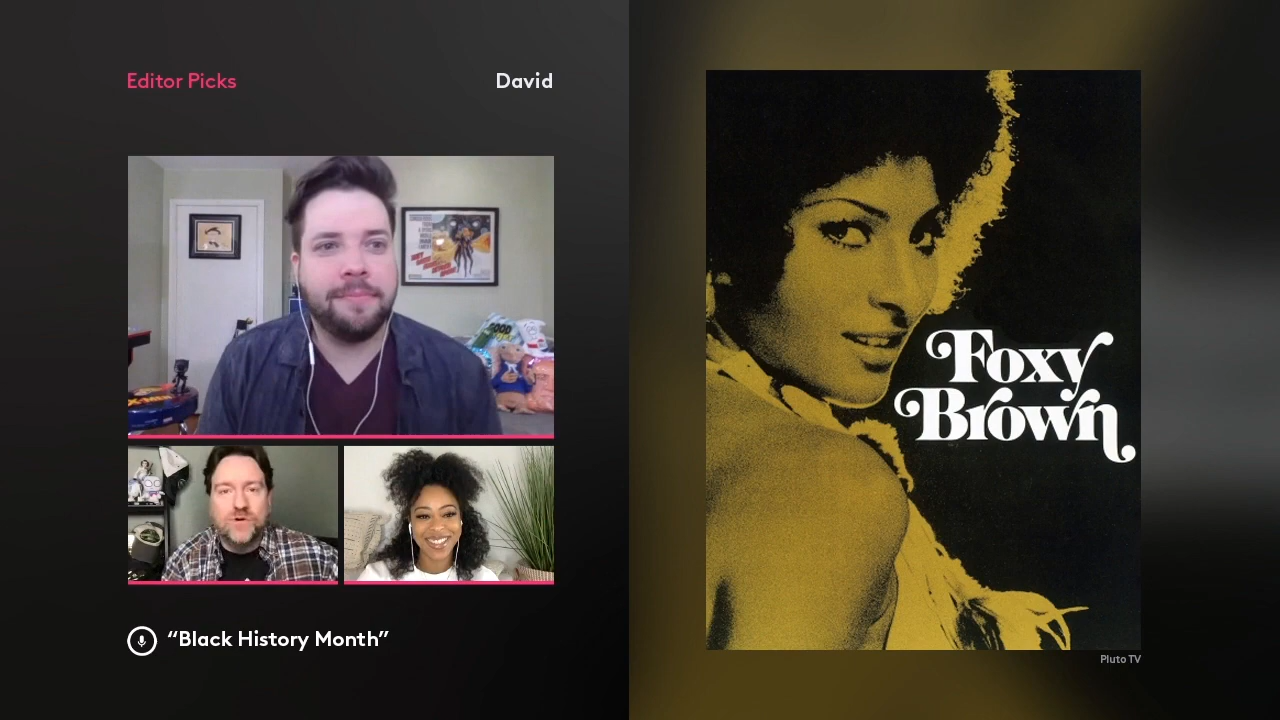 Editor Picks
David
Foxy
Brown
"Black History Month"
Pluto TV